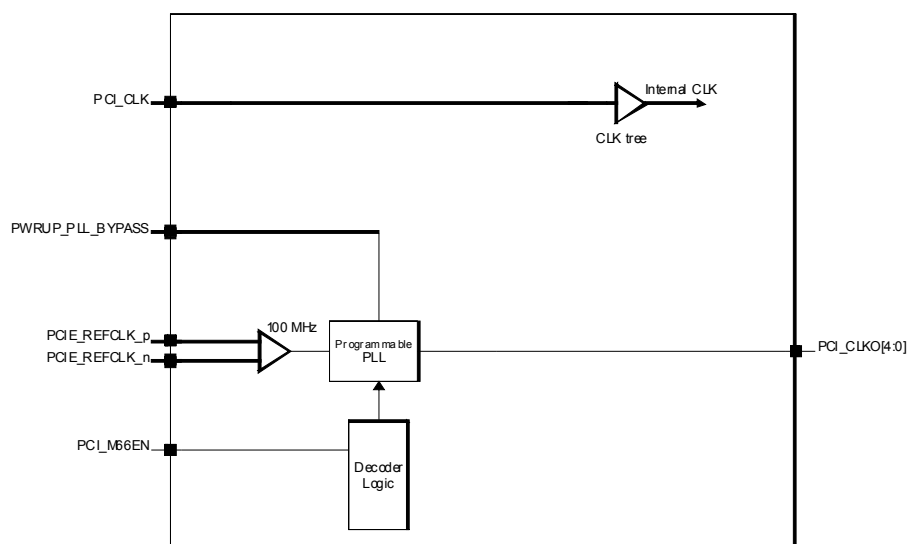 PCI_CLK
Internal CLK
CLK tree
PWRUP_PLL_BYPASS
PCIE_REFCLK_p
100 MHz
PCIE_REFCLK_n
Programmable
PLL
PCI_CLKO[4:0]
PCI_M66EN
Decoder
Logic